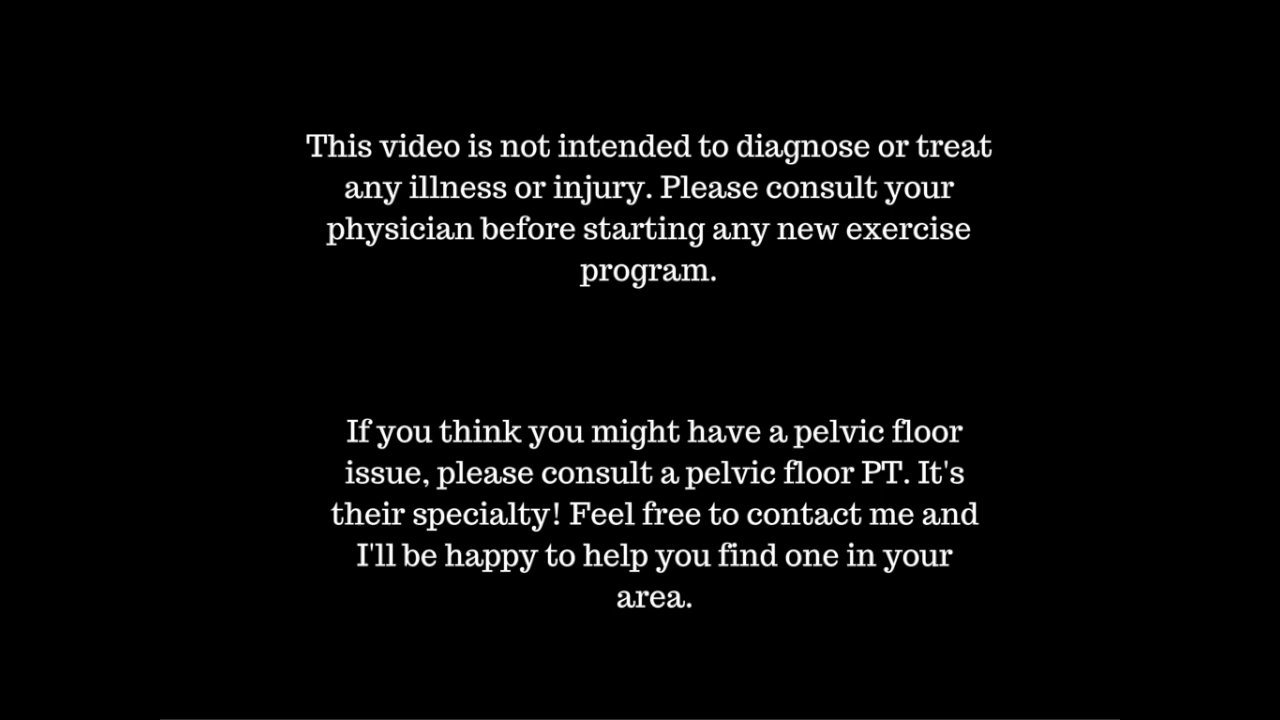 This video is not intended to diagnose or treat
any illness or injury. Please consult your
physician before starting any new exercise
program.
If you think you might have a pelvic floor
issue, please consult a pelvic floor PT. It's
their specialty! Feel free to contact me and
I'll be happy to help you find one in your
area.